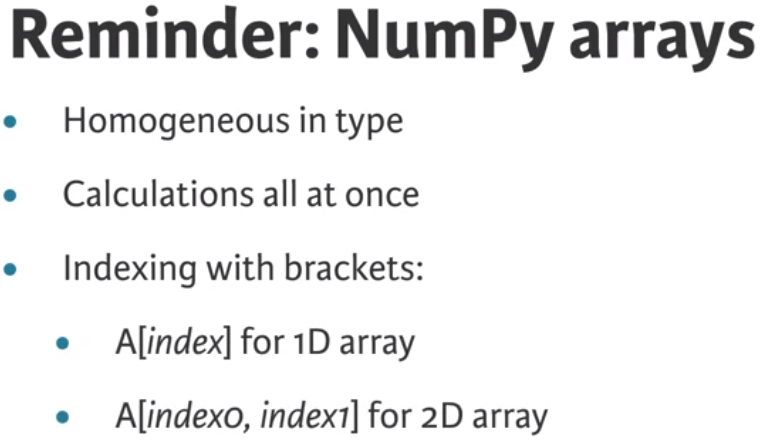 Reminder: NumPy arrays
• Homogeneous in type
• Calculations all at once
• Indexing with brackets:
• A[index] for 1D array
• A[index0, index1] for 2D array